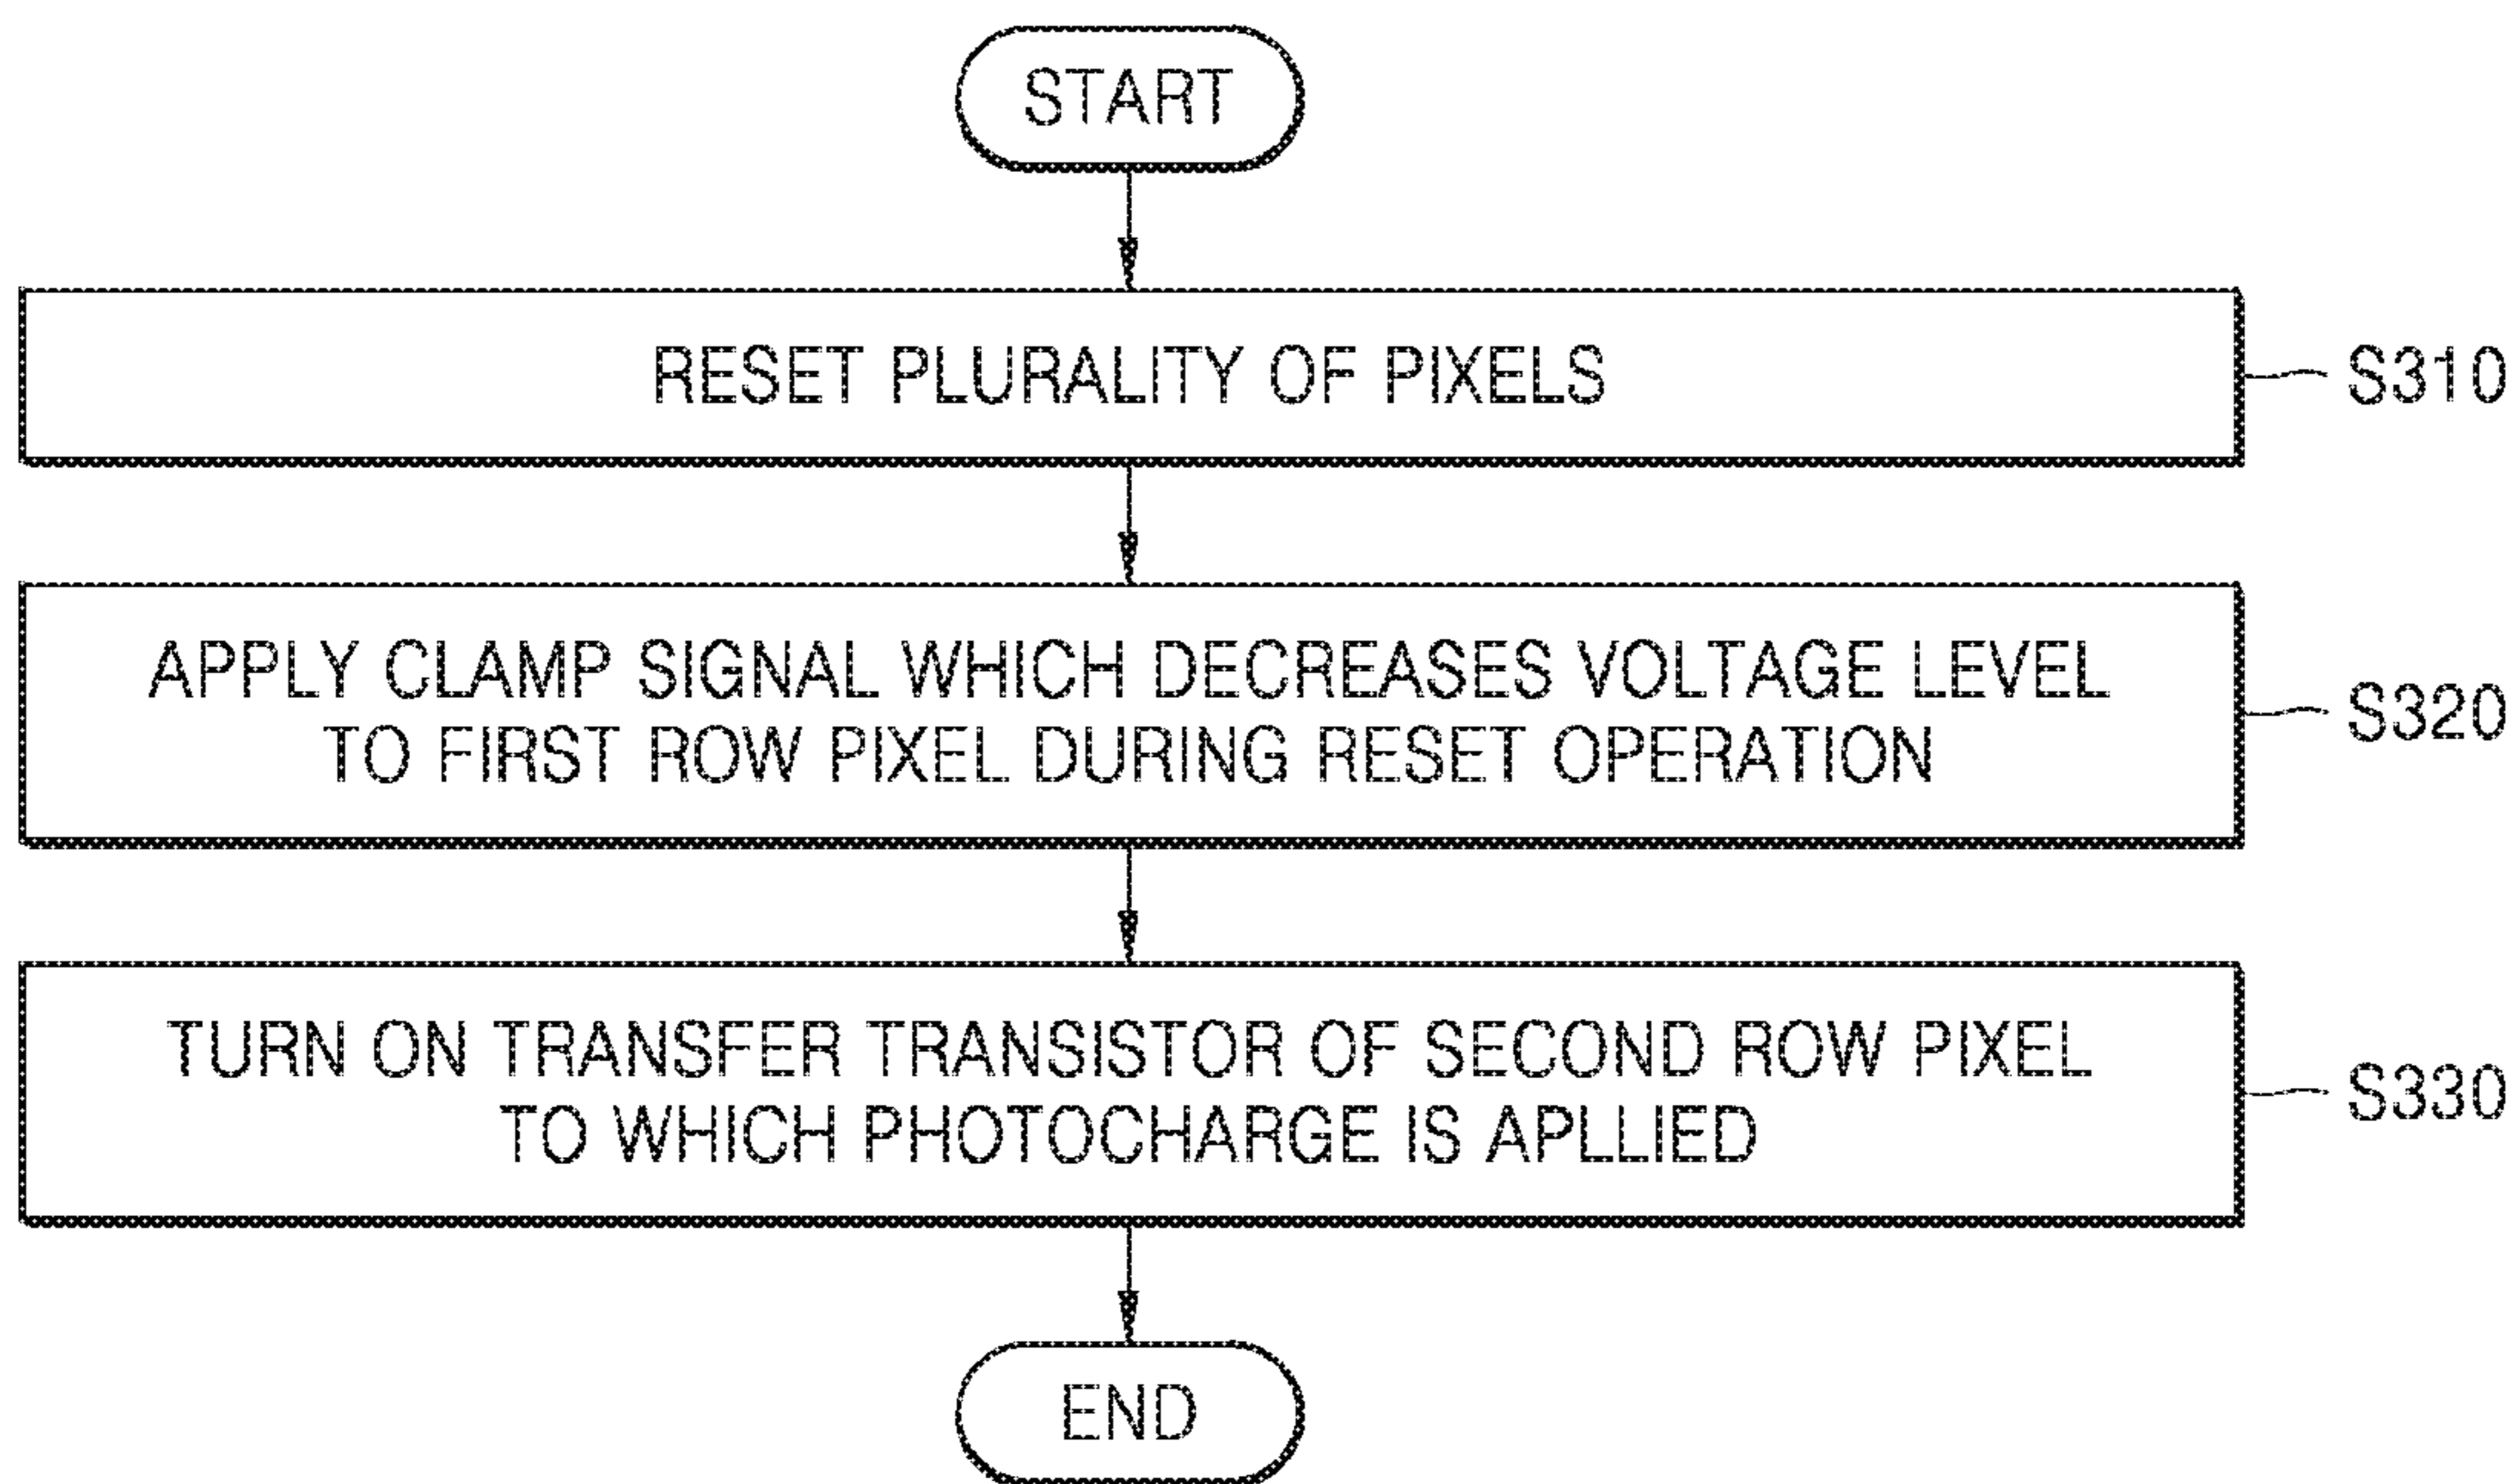 START
RESET PLURALITY OF PIXELS
S310
APPLY CLAMP SIGNAL WHICH DECREASES VOLTAGE LEVEL
TO FIRST ROW PIXEL DURING RESET OPERATION
S320
TURN ON TRANSFER TRANSISTOR OF SECOND ROW PIXEL
TO WHICH PHOTOCHARGE IS APLLIED
S330
END